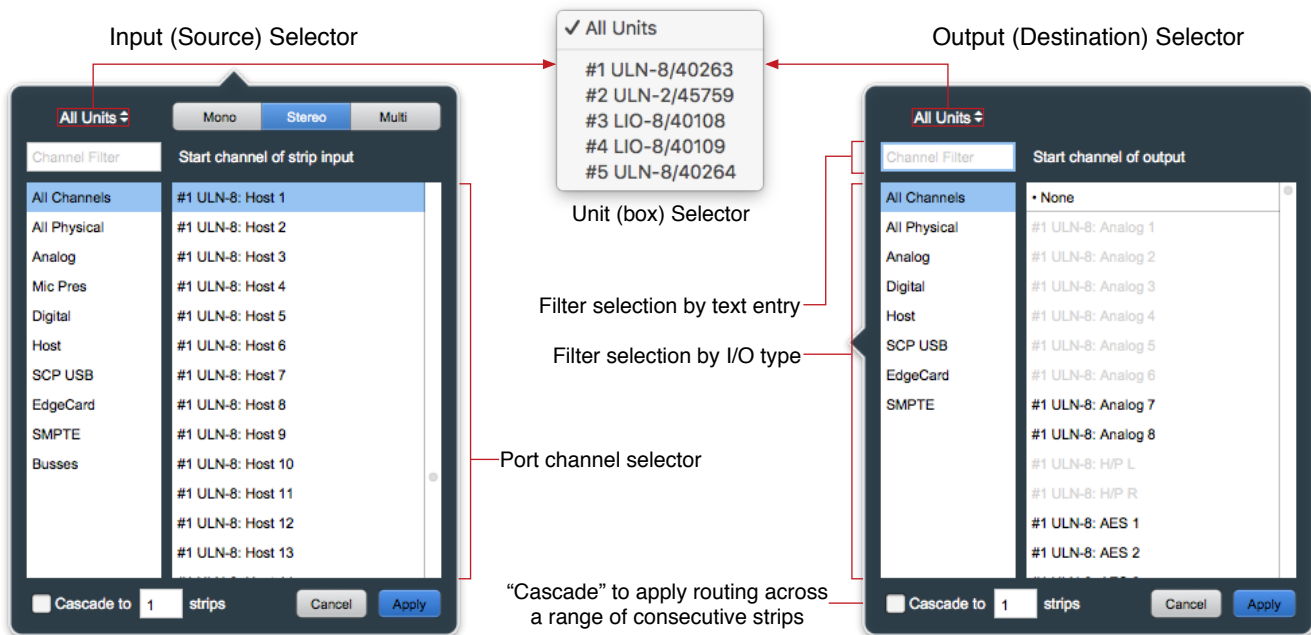 Input (Source) Selector
All Units
Mono
Stereo
Multi
Channel Filter
Start channel of strip input
All Channels
All Physical
Analog
Mic Pres
Digital
Host
SCP USB
EdgeCard
SMPTE
Busses
#1 ULN-8: Host 1
#1 ULN-8: Host 2
#1 ULN-8: Host 3
#1 ULN-8: Host 4
#1 ULN-8: Host 5
#1 ULN-8: Host 6
#1 ULN-8: Host 7
#1 ULN-8: Host 8
#1 ULN-8: Host 9
#1 ULN-8: Host 10
#1 ULN-8: Host 11
#1 ULN-8: Host 12
#1 ULN-8: Host 13
Cascade to 1 strips
Cancel
Apply
✓ All Units
#1 ULN-8/40263
#2 ULN-2/45759
#3 LIO-8/40108
#4 LIO-8/40109
#5 ULN-8/40264
Unit (box) Selector
Filter selection by text entry
Filter selection by I/O type
Port channel selector
“Cascade” to apply routing across
a range of consecutive strips
Output (Destination) Selector
All Units
Channel Filter
Start channel of output
All Channels
All Physical
Analog
Digital
Host
SCP USB
EdgeCard
SMPTE
• None
#1 ULN-8: Analog 1
#1 ULN-8: Analog 2
#1 ULN-8: Analog 3
#1 ULN-8: Analog 4
#1 ULN-8: Analog 5
#1 ULN-8: Analog 6
#1 ULN-8: Analog 7
#1 ULN-8: Analog 8
#1 ULN-8: H/P L
#1 ULN-8: H/P R
#1 ULN-8: AES 1
#1 ULN-8: AES 2
Cascade to 1 strips
Cancel
Apply